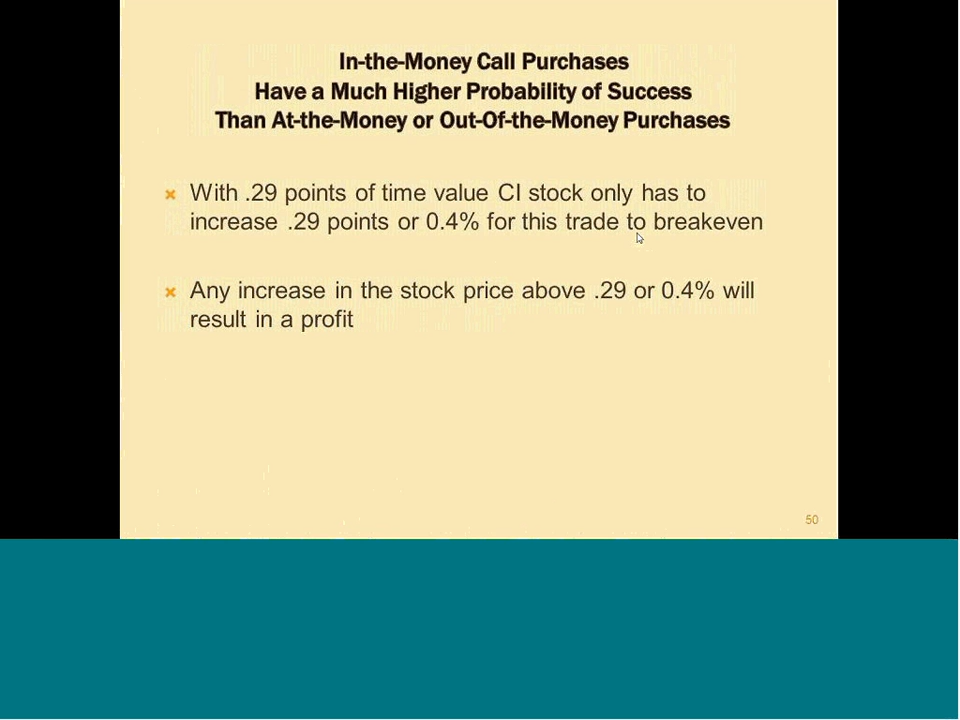 In-the-Money Call Purchases
Have a Much Higher Probability of Success
Than At-the-Money or Out-Of-the-Money Purchases
With .29 points of time value CI stock only has to
increase .29 points or 0.4% for this trade to breakeven
Any increase in the stock price above .29 or 0.4% will
result in a profit
50